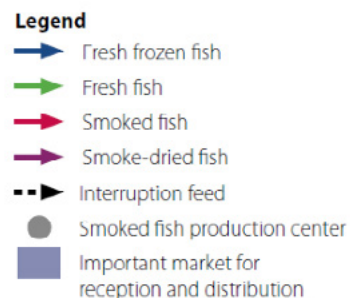 Legend
Fresh frozen fish
Fresh fish
Smoked fish
Smoke-dried fish
Interruption feed
Smoked fish production center
Important market for
reception and distribution